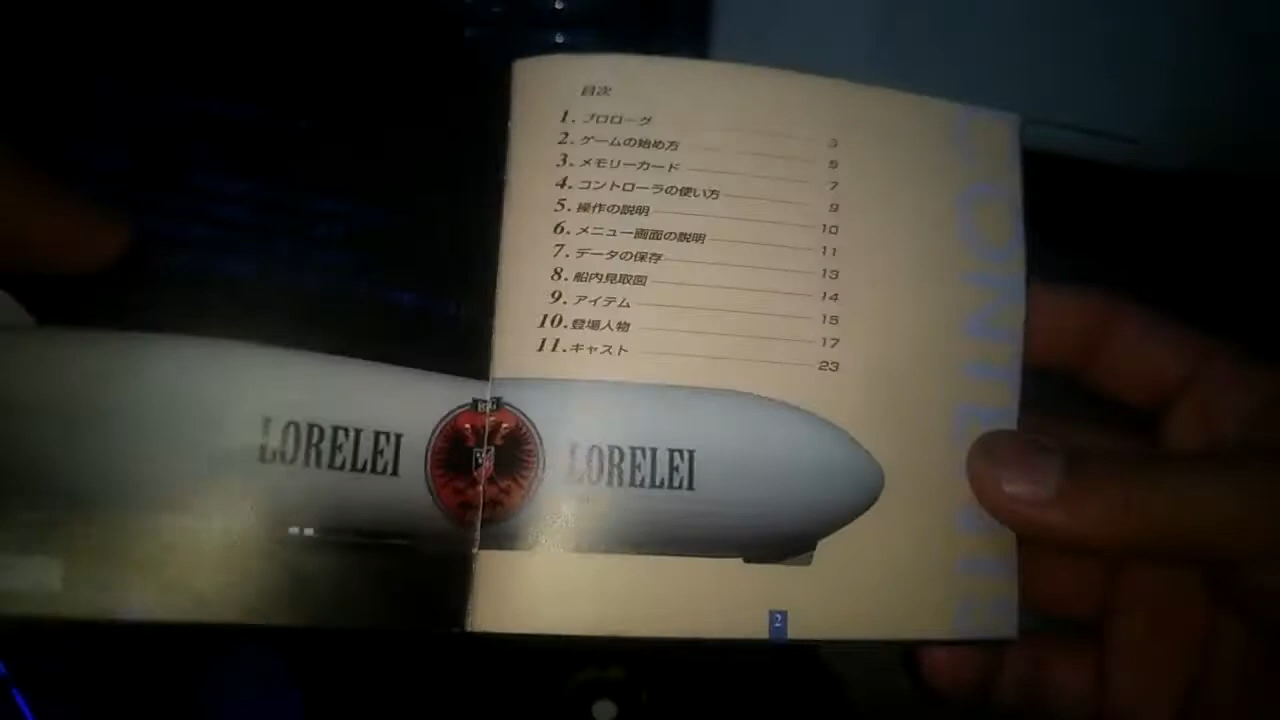 目次
1. プロローグ 3
2. ゲームの始め方 5
3. メモリーカード 7
4. コントローラの使い方 9
5. 操作の説明 10
6. メニュー画面の説明 11
7. データの保存 13
8. 船内見取図 14
9. アイテム 15
10. 登場人物 17
11. キャスト 23
LORELEI
LORELEI
2